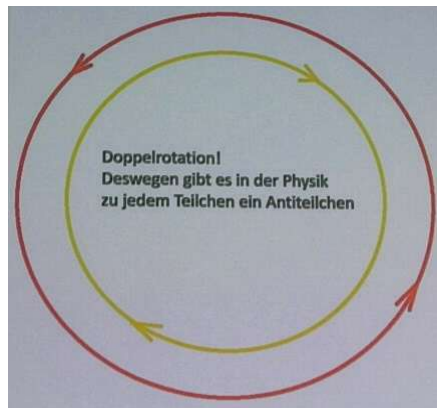 Doppelrotation!
Deswegen gibt es in der Physik
zu jedem Teilchen ein Antiteilchen